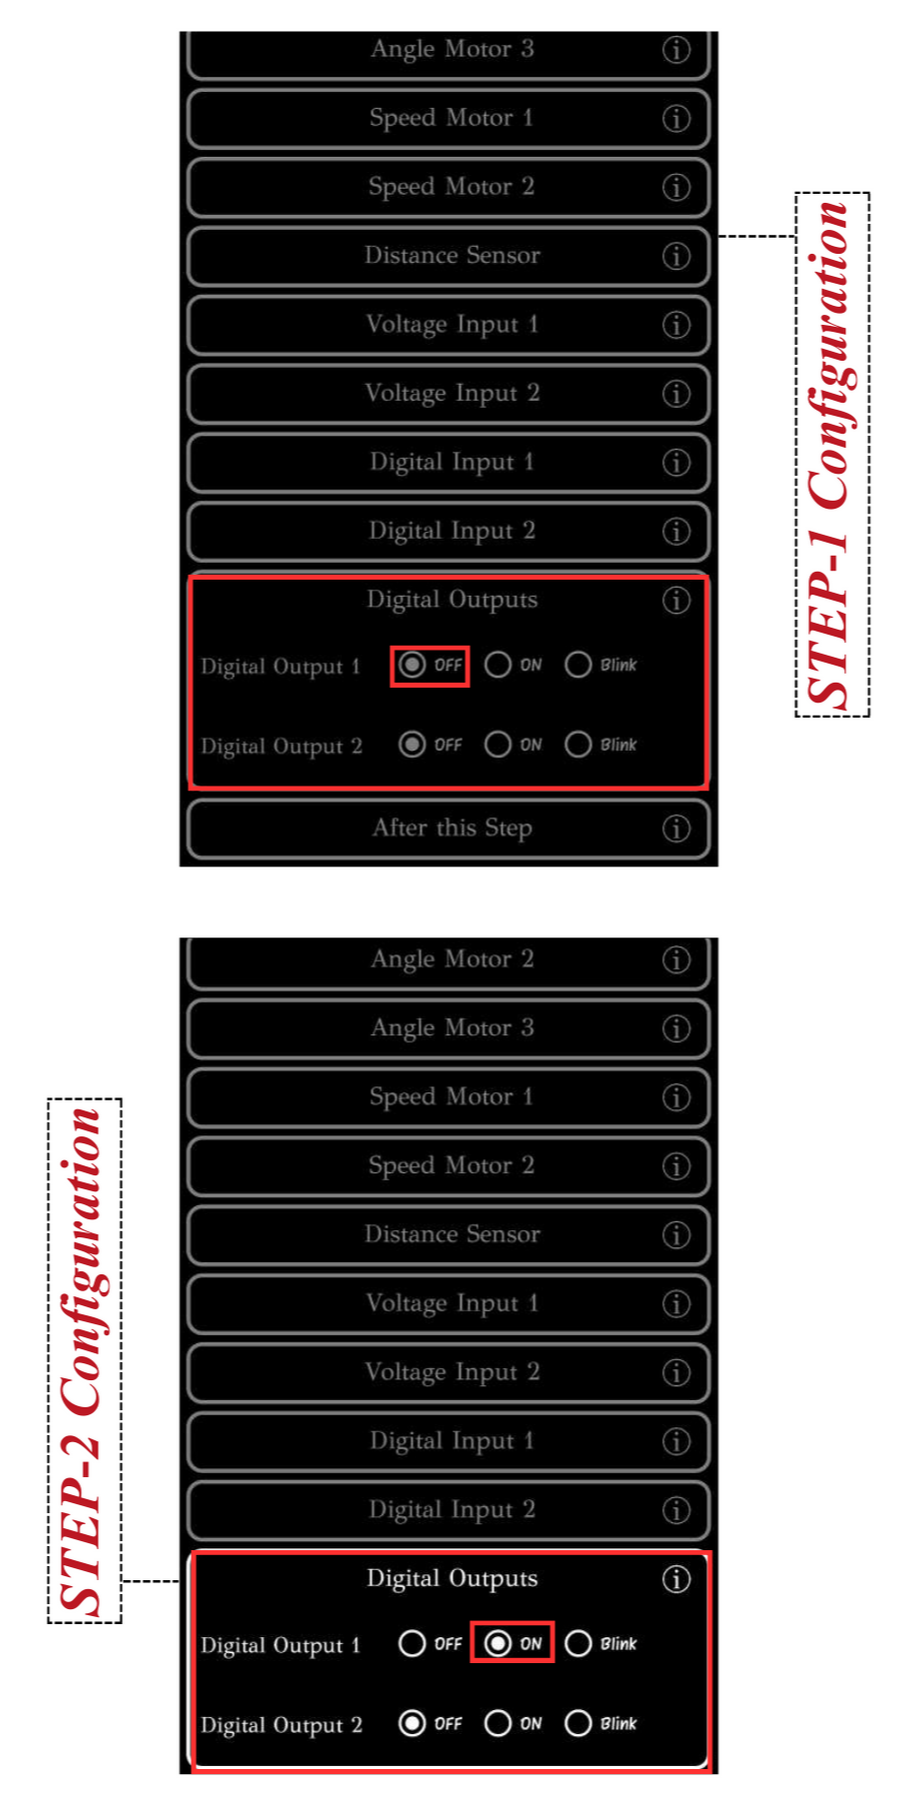 Angle Motor 3
Speed Motor 1
Speed Motor 2
Distance Sensor
Voltage Input 1
Voltage Input 2
Digital Input 1
Digital Input 2
Digital Outputs
Digital Output 1 OFF ON Blink
Digital Output 2 OFF ON Blink
After this Step
STEP-1 Configuration
Angle Motor 2
Angle Motor 3
Speed Motor 1
Speed Motor 2
Distance Sensor
Voltage Input 1
Voltage Input 2
Digital Input 1
Digital Input 2
Digital Outputs
Digital Output 1 OFF ON Blink
Digital Output 2 OFF ON Blink
STEP-2 Configuration